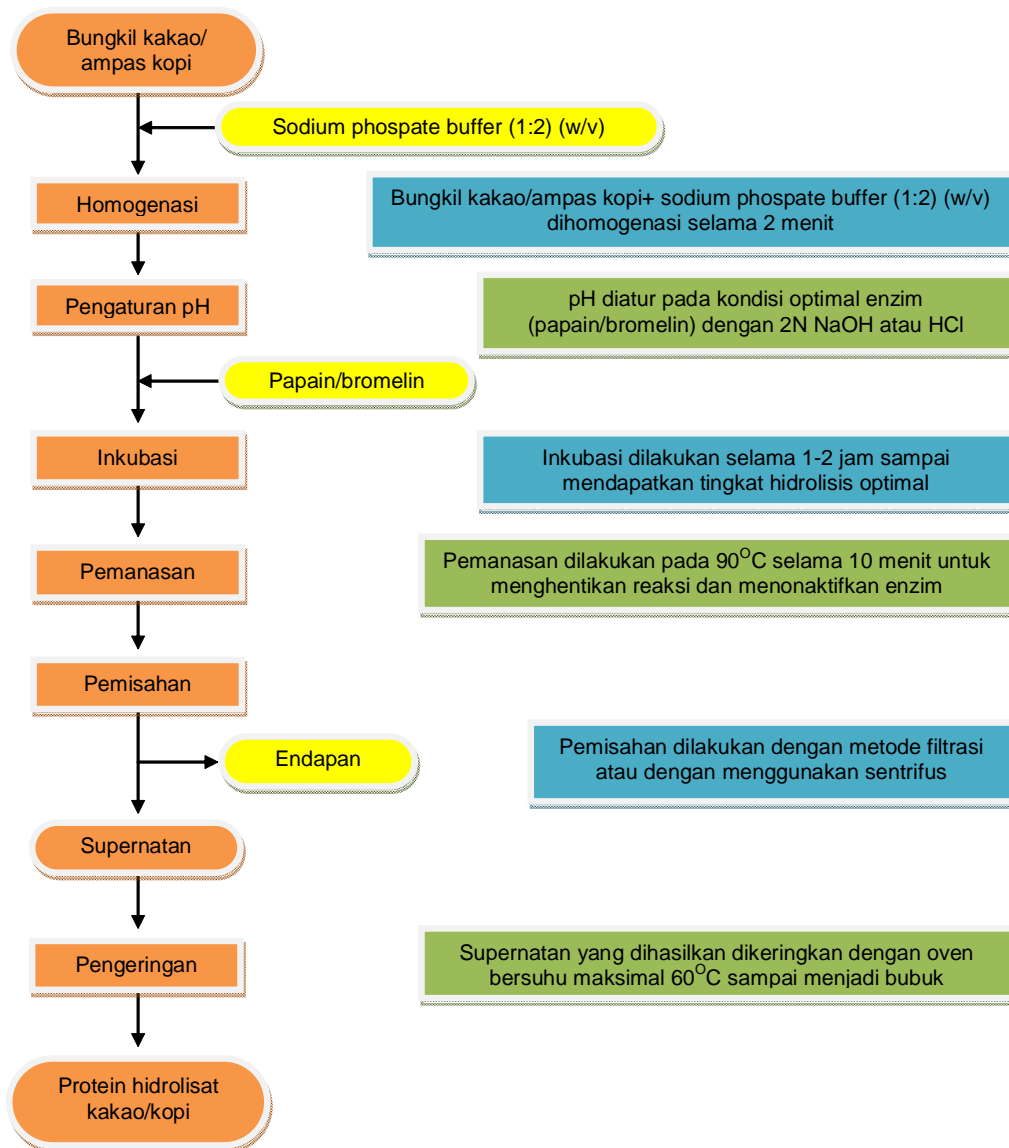 Bungkil kakao/
ampas kopi
Sodium phospate buffer (1:2) (w/v)
Homogenasi
Bungkil kakao/ampas kopi+ sodium phospate buffer (1:2) (w/v)
dihomogenasi selama 2 menit
Pengaturan pH
pH diatur pada kondisi optimal enzim
(papain/bromelin) dengan 2N NaOH atau HCl
Papain/bromelin
Inkubasi
Inkubasi dilakukan selama 1-2 jam sampai
mendapatkan tingkat hidrolisis optimal
Pemanasan
Pemanasan dilakukan pada 90°C selama 10 menit untuk
menghentikan reaksi dan menonaktifkan enzim
Pemisahan
Endapan
Pemisahan dilakukan dengan metode filtrasi
atau dengan menggunakan sentrifus
Supernatan
Pengeringan
Supernatan yang dihasilkan dikeringkan dengan oven
bersuhu maksimal 60°C sampai menjadi bubuk
Protein hidrolisat
kakao/kopi